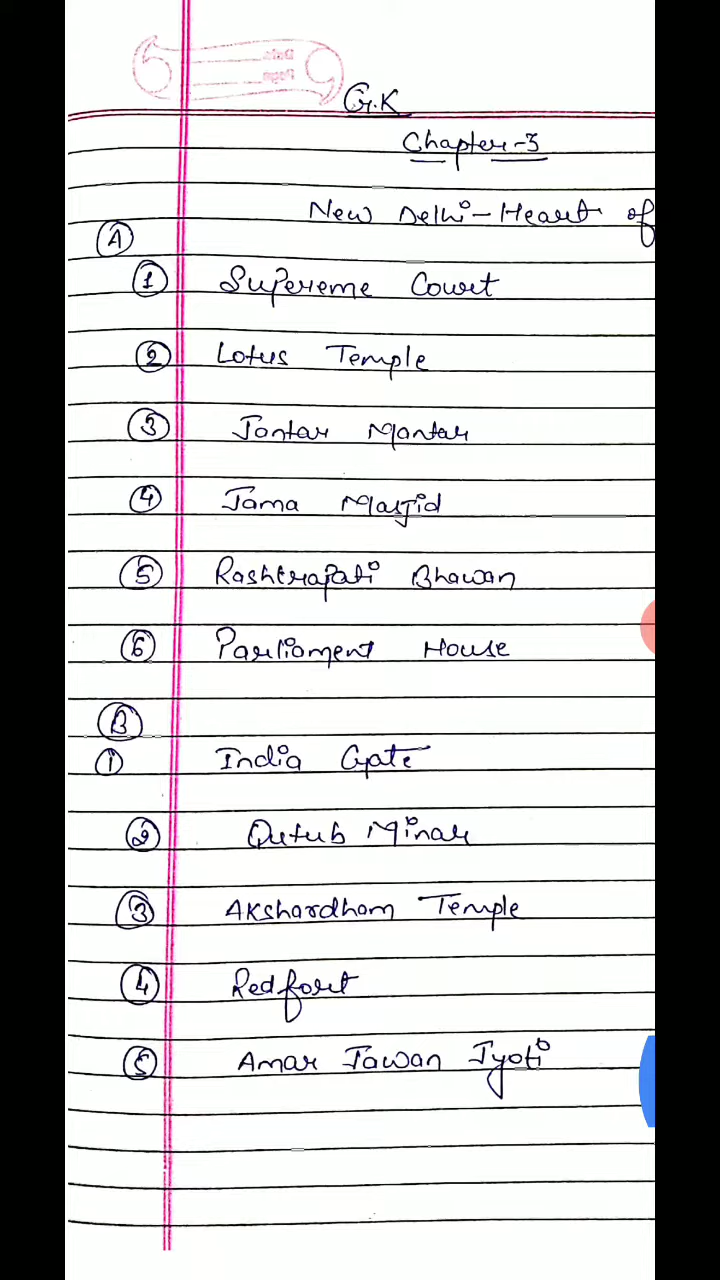 G.K
Chapter-3
New Delhi-Heart of
A
1 Supereme Court
2 Lotus Temple
3 Jantar Mantar
4 Jama Masjid
5 Rashtrapati Bhawan
6 Parliament House
B
1 India Gate
2 Qutub Minar
3 Akshardham Temple
4 Redfort
5 Amar Jawan Jyoti